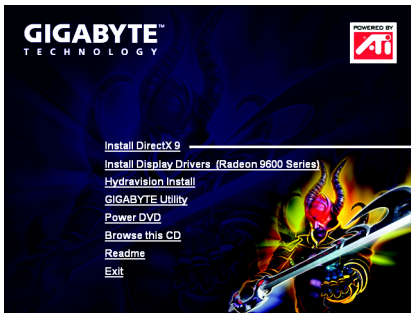 GIGABYTE™
TECHNOLOGY
POWERED BY
ATi
Install DirectX 9
Install Display Drivers (Radeon 9600 Series)
Hydravision Install
GIGABYTE Utility
Power DVD
Browse this CD
Readme
Exit